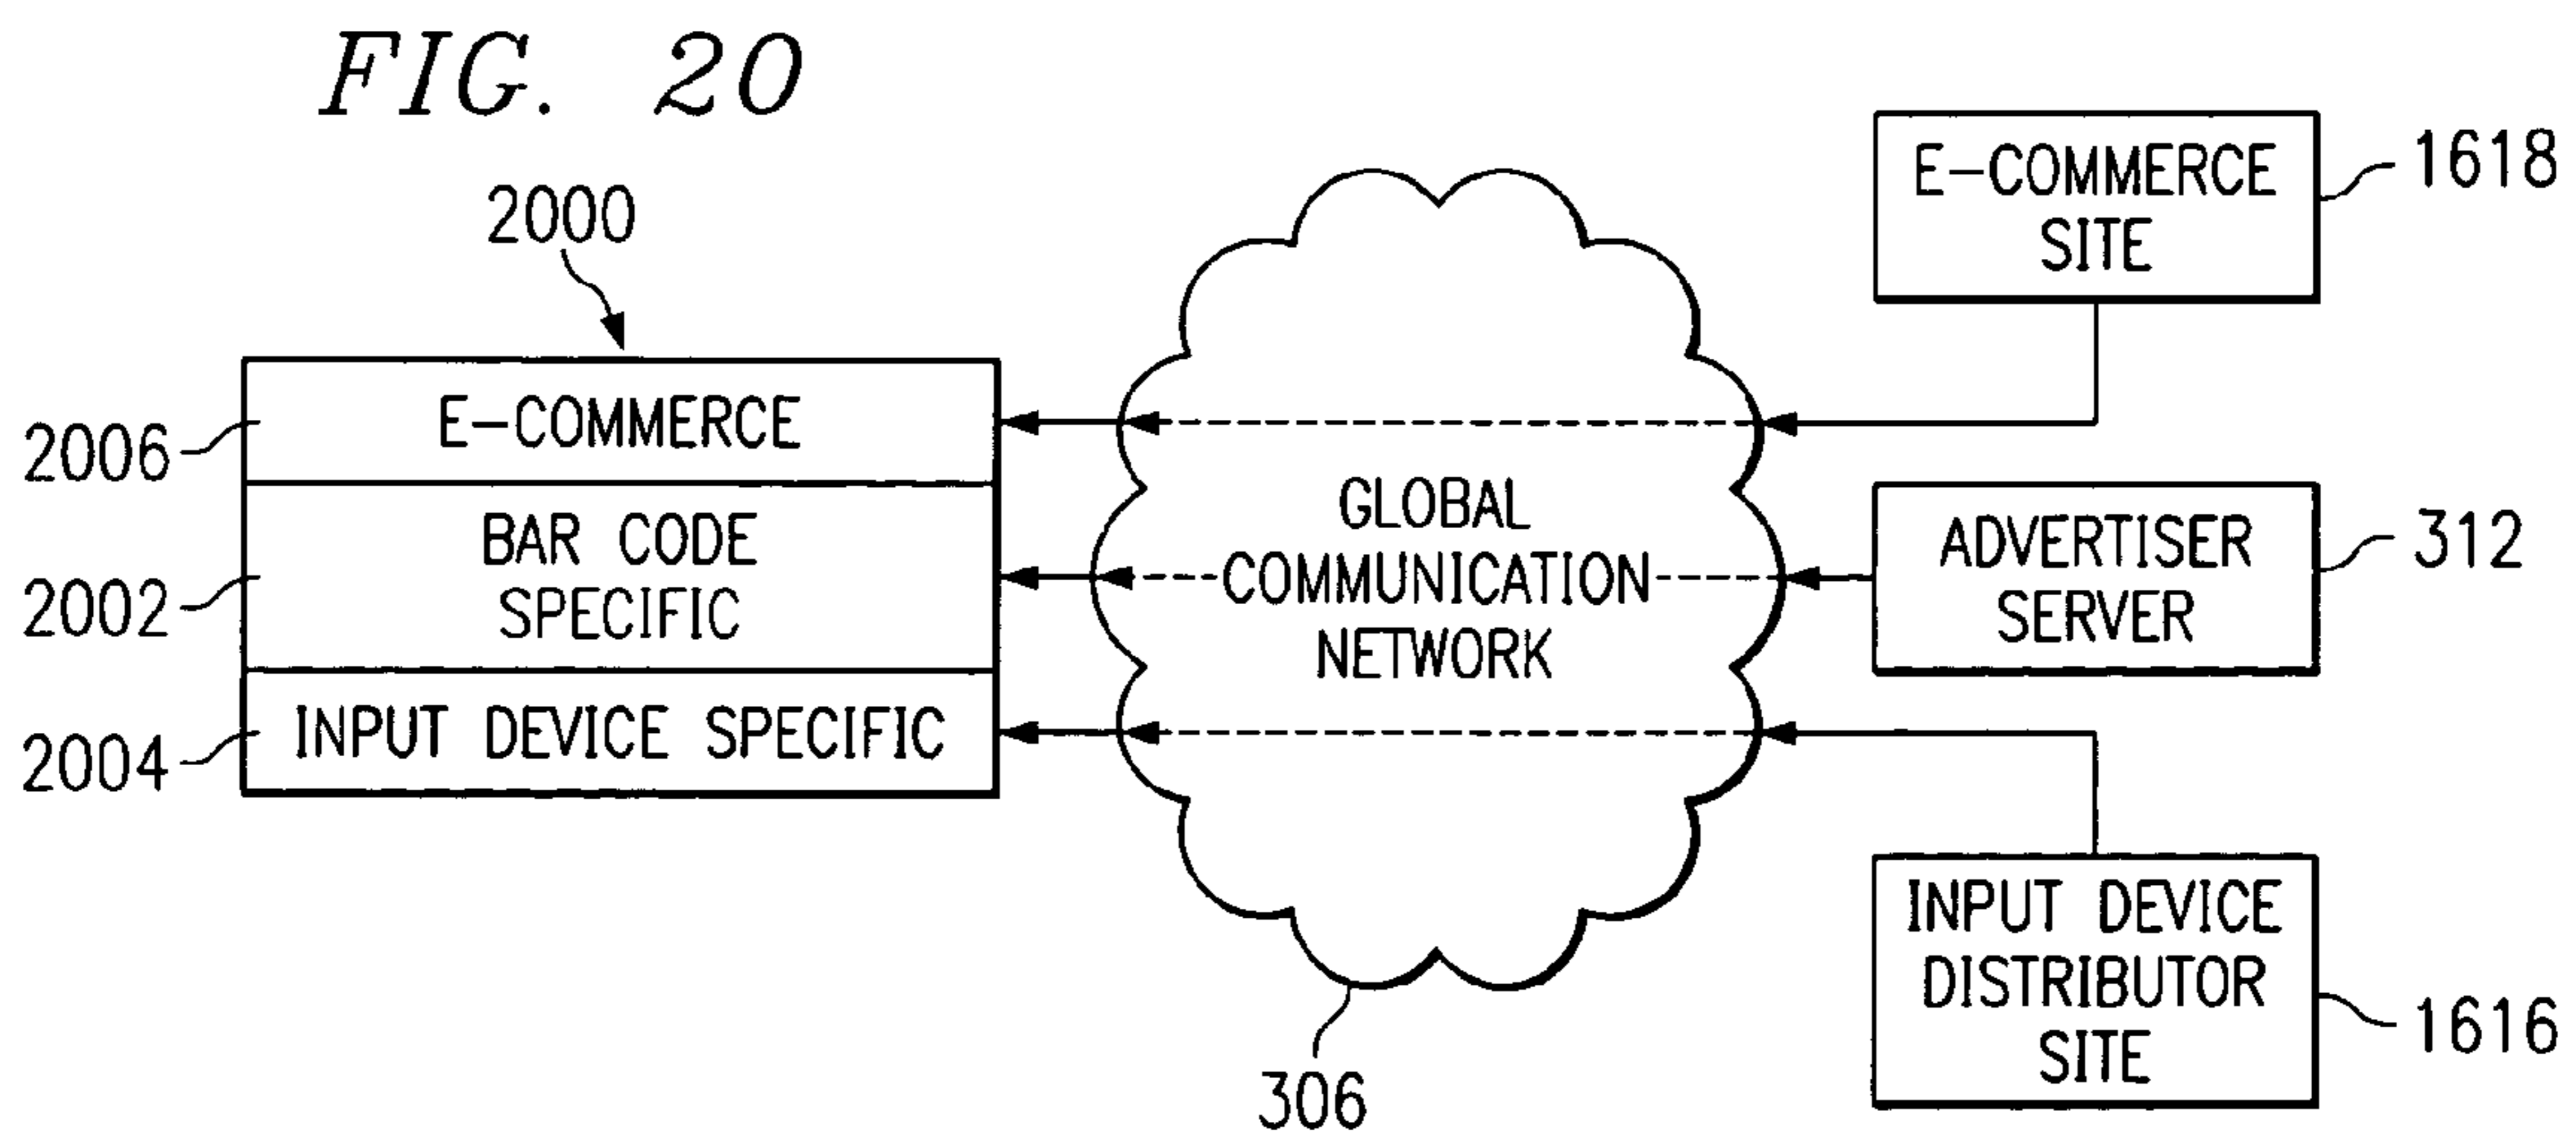 FIG. 20
2000
E-COMMERCE
SITE
1618
2006
E-COMMERCE
2002
BAR CODE
SPECIFIC
2004
INPUT DEVICE SPECIFIC
GLOBAL
COMMUNICATION
NETWORK
306
ADVERTISER
SERVER
312
INPUT DEVICE
DISTRIBUTOR
SITE
1616